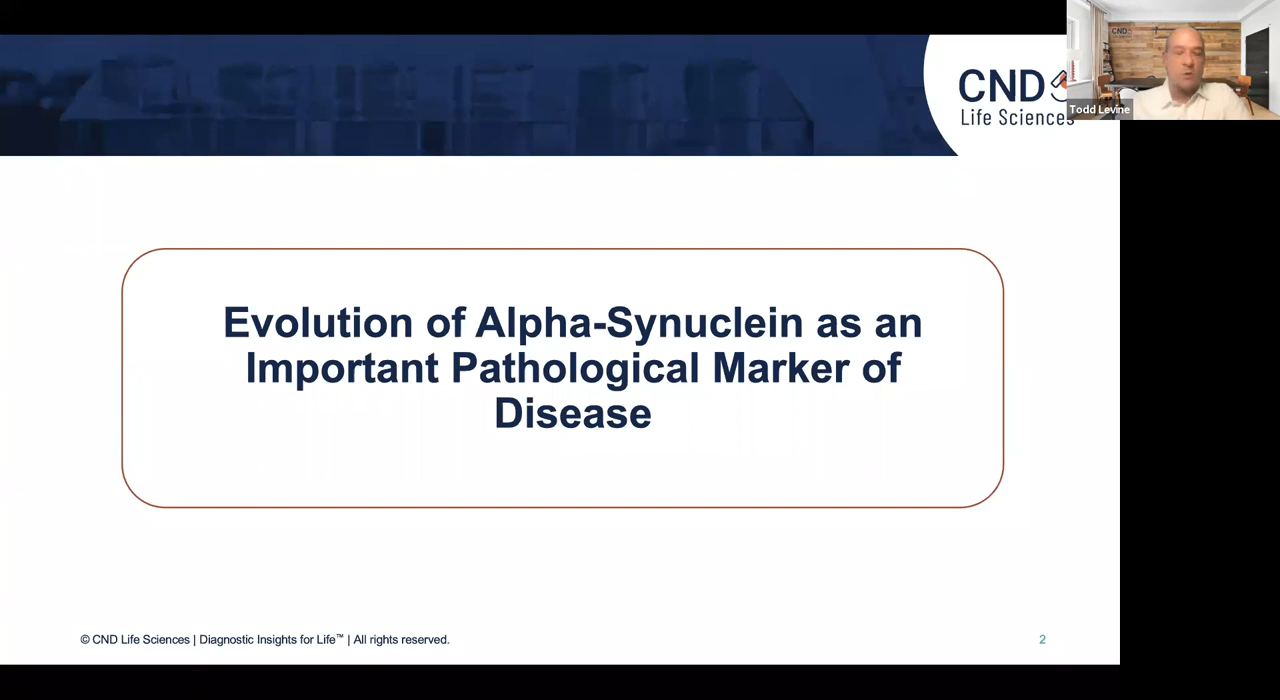 CND
Life Sciences
Todd Levine
Evolution of Alpha-Synuclein as an
Important Pathological Marker of
Disease
© CND Life Sciences | Diagnostic Insights for Life™ | All rights reserved.
2